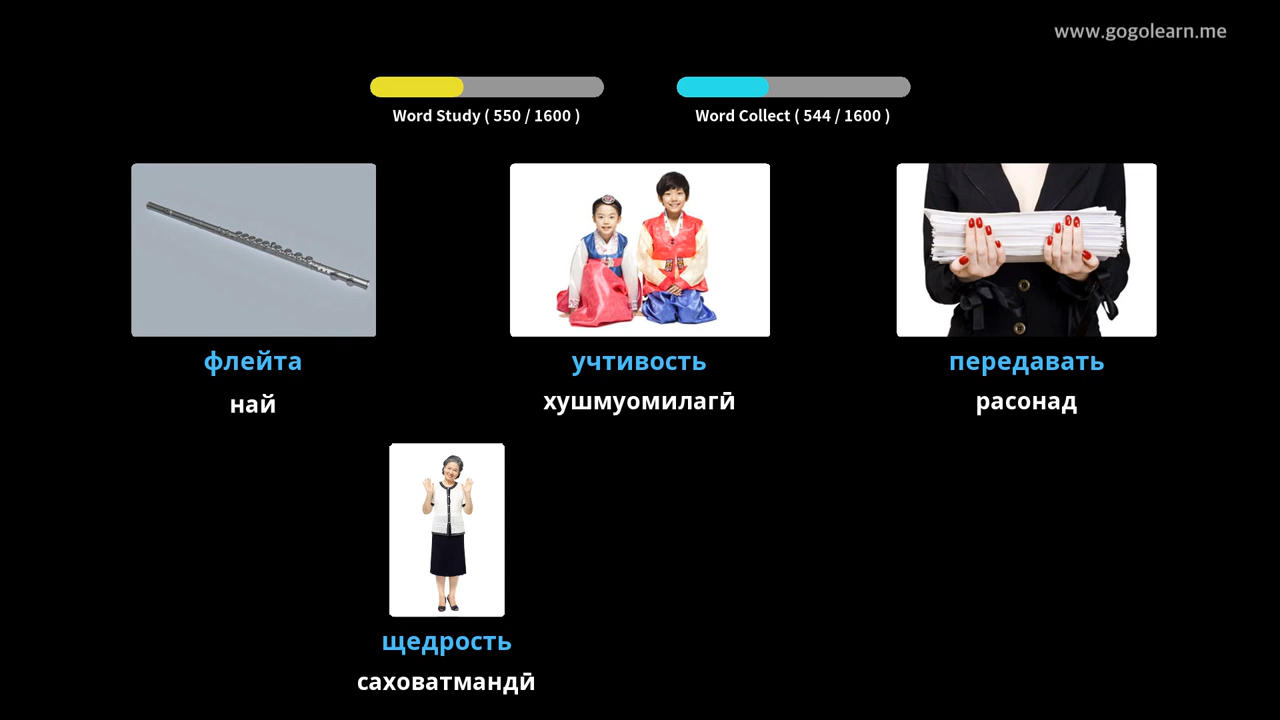 www.gogolearn.me
Word Study ( 550 / 1600 )
Word Collect ( 544 / 1600 )
флейта
най
учтивость
хушмуомилагӣ
передавать
расонад
щедрость
саховатмандӣ